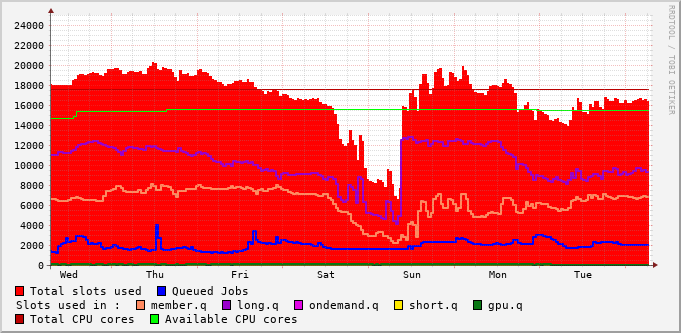 RRDTOOL / TOBI OETIKER
24000
22000
20000
18000
16000
14000
12000
10000
8000
6000
4000
2000
0
Wed Thu Fri Sat Sun Mon Tue
Total slots used Queued Jobs
Slots used in : member.q long.q ondemand.q short.q gpu.q
Total CPU cores Available CPU cores